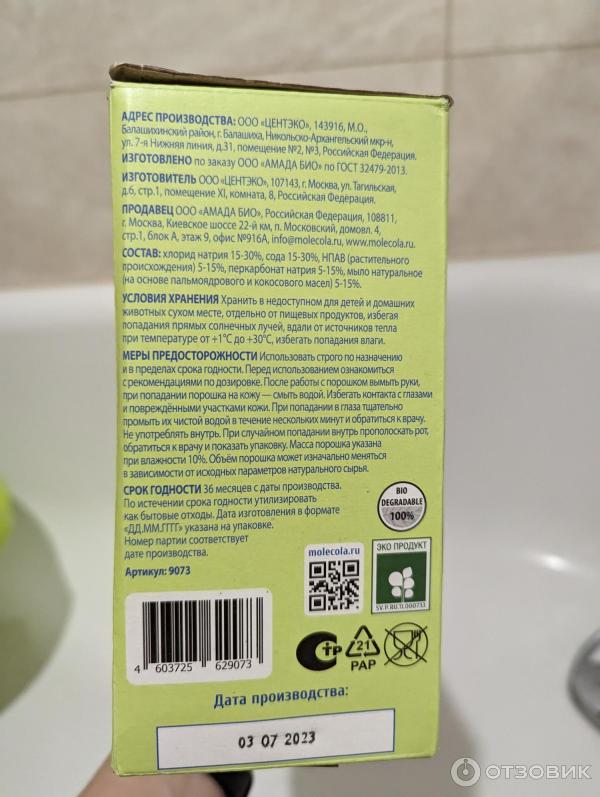 АДРЕС ПРОИЗВОДСТВА: ООО «ЦЕНТЭКО», 143916, М.О.,
Балашихинский район, г. Балашиха, Никольско-Архангельский мкр-н,
ул. 7-я Нижняя линия, д.31, помещение №2, №3, Российская Федерация.
ИЗГОТОВЛЕНО по заказу ООО «АМАДА БИО» по ГОСТ 32479-2013.
ИЗГОТОВИТЕЛЬ ООО «ЦЕНТЭКО», 107143, г. Москва, ул. Тагильская,
д.6, стр.1, помещение XI, комната, 8, Российская Федерация.
ПРОДАВЕЦ ООО «АМАДА БИО», Российская Федерация, 108811,
г. Москва, Киевское шоссе 22-й км, п. Московский, домовл. 4,
стр.1, блок А, этаж 9, офис №916А, info@molecola.ru. www.molecola.ru
СОСТАВ: хлорид натрия 15-30%, сода 15-30%, НПАВ (растительного
происхождения) 5-15%, перкарбонат натрия 5-15%, мыло натуральное
(на основе пальмоядрового и кокосового масел) 5-15%.
УСЛОВИЯ ХРАНЕНИЯ Хранить в недоступном для детей и домашних
животных сухом месте, отдельно от пищевых продуктов, избегая
попадания прямых солнечных лучей, вдали от источников тепла
при температуре от +1°С до +30°С, избегать попадания влаги.
МЕРЫ ПРЕДОСТОРОЖНОСТИ Использовать строго по назначению
и в пределах срока годности. Перед использованием ознакомиться
с рекомендациями по дозировке. После работы с порошком вымыть руки,
при попадании порошка на кожу — смыть водой. Избегать контакта с глазами
и повреждёнными участками кожи. При попадании в глаза тщательно
промыть их чистой водой в течение нескольких минут и обратиться к врачу.
Не употреблять внутрь. При случайном попадании внутрь прополоскать рот,
обратиться к врачу и показать упаковку. Масса порошка указана
при влажности 10%. Объём порошка может изначально меняться
в зависимости от исходных параметров натурального сырья.
СРОК ГОДНОСТИ 36 месяцев с даты производства.
По истечении срока годности утилизировать
как бытовые отходы. Дата изготовления в формате
«ДД.ММ.ГГГГ» указана на упаковке.
Номер партии соответствует
дате производства.
Артикул: 9073
BIO
DEGRADABLE
100%
molecola.ru
ЭКО ПРОДУКТ
SV.P.RU.TL000733
4 603725 629073
СТР
21
PAP
Дата производства:
03 07 2023
ОТЗОВИК